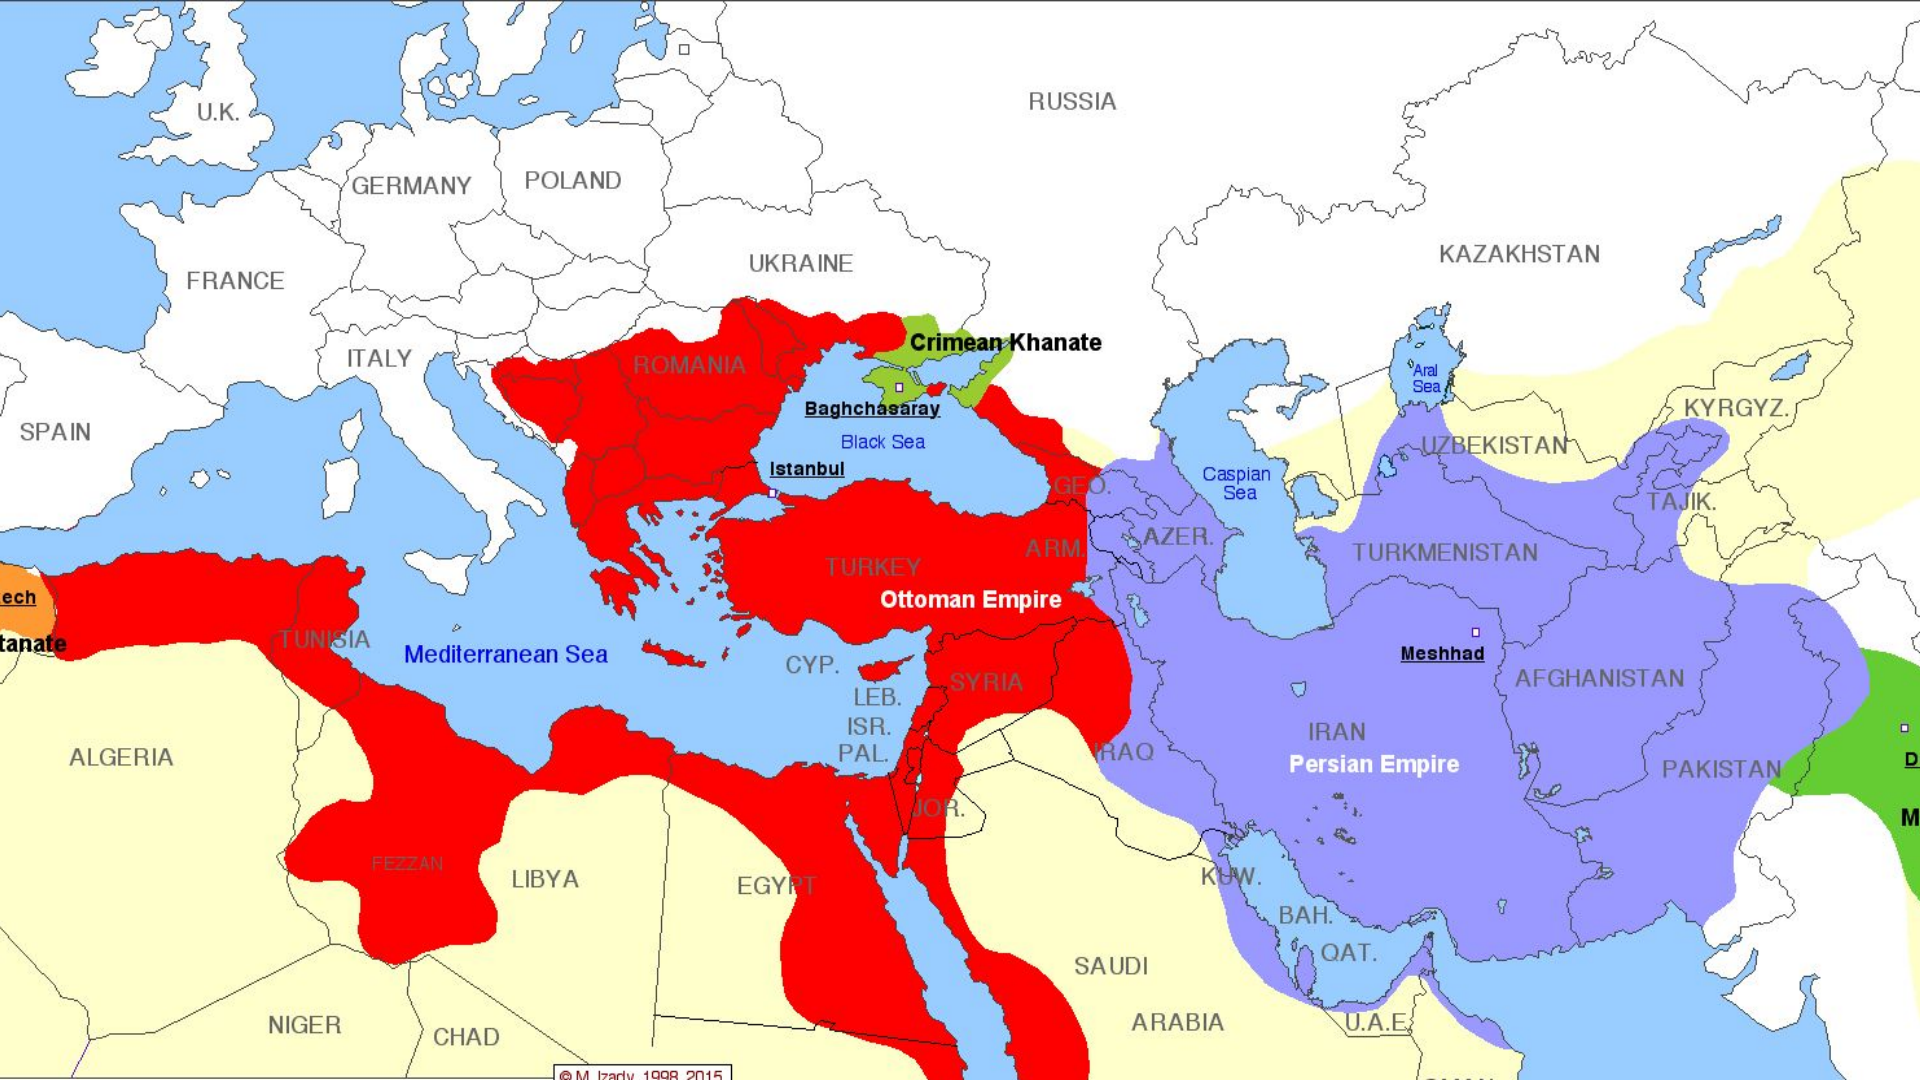 RUSSIA
U.K.
GERMANY
POLAND
UKRAINE
KAZAKHSTAN
FRANCE
Crimean Khanate
ITALY
ROMANIA
Aral
Sea
Baghchasaray
KYRGYZ.
SPAIN
Black Sea
UZBEKISTAN
Istanbul
Caspian
Sea
GEO.
TAJIK.
AZER.
ARM.
TURKMENISTAN
TURKEY
Ottoman Empire
ech
tanate
TUNISIA
Mediterranean Sea
Meshhad
CYP.
SYRIA
AFGHANISTAN
LEB.
ISR.
PAL.
IRAN
IRAQ
ALGERIA
Persian Empire
PAKISTAN
D
JOR.
M
FEZZAN
LIBYA
EGYPT
KUW.
BAH.
QAT.
SAUDI
ARABIA
U.A.E.
NIGER
CHAD
© M. Izady, 1998, 2015